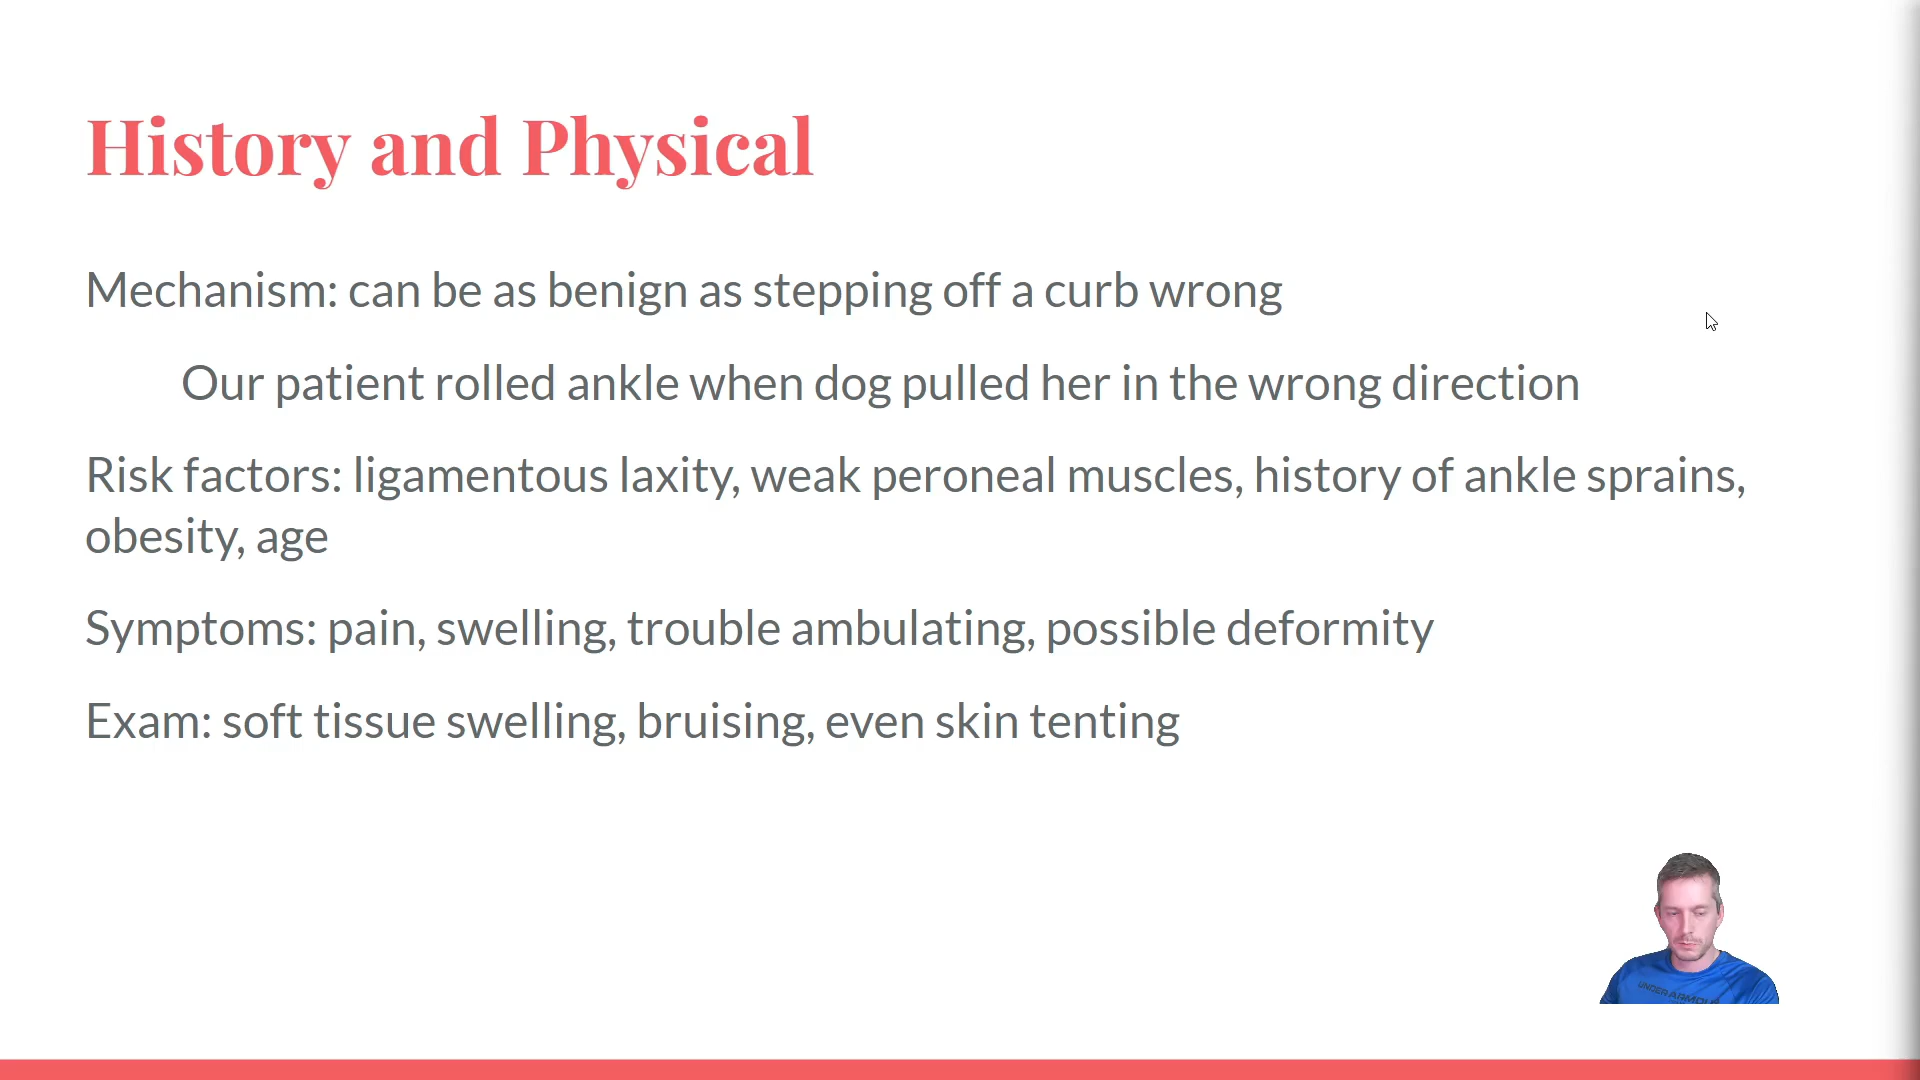 History and Physical
Mechanism: can be as benign as stepping off a curb wrong
Our patient rolled ankle when dog pulled her in the wrong direction
Risk factors: ligamentous laxity, weak peroneal muscles, history of ankle sprains,
obesity, age
Symptoms: pain, swelling, trouble ambulating, possible deformity
Exam: soft tissue swelling, bruising, even skin tenting
UNDER ARMOUR